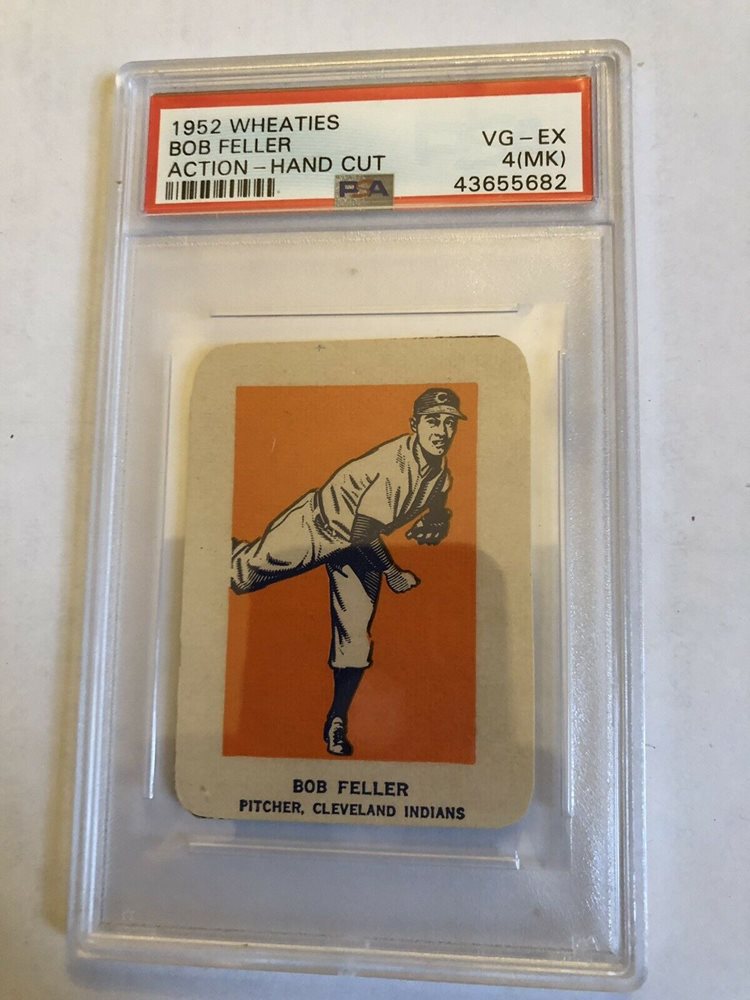 1952 WHEATIES
BOB FELLER
ACTION - HAND CUT
VG - EX
4(MK)
43655682
PSA
C
BOB FELLER
PITCHER, CLEVELAND INDIANS